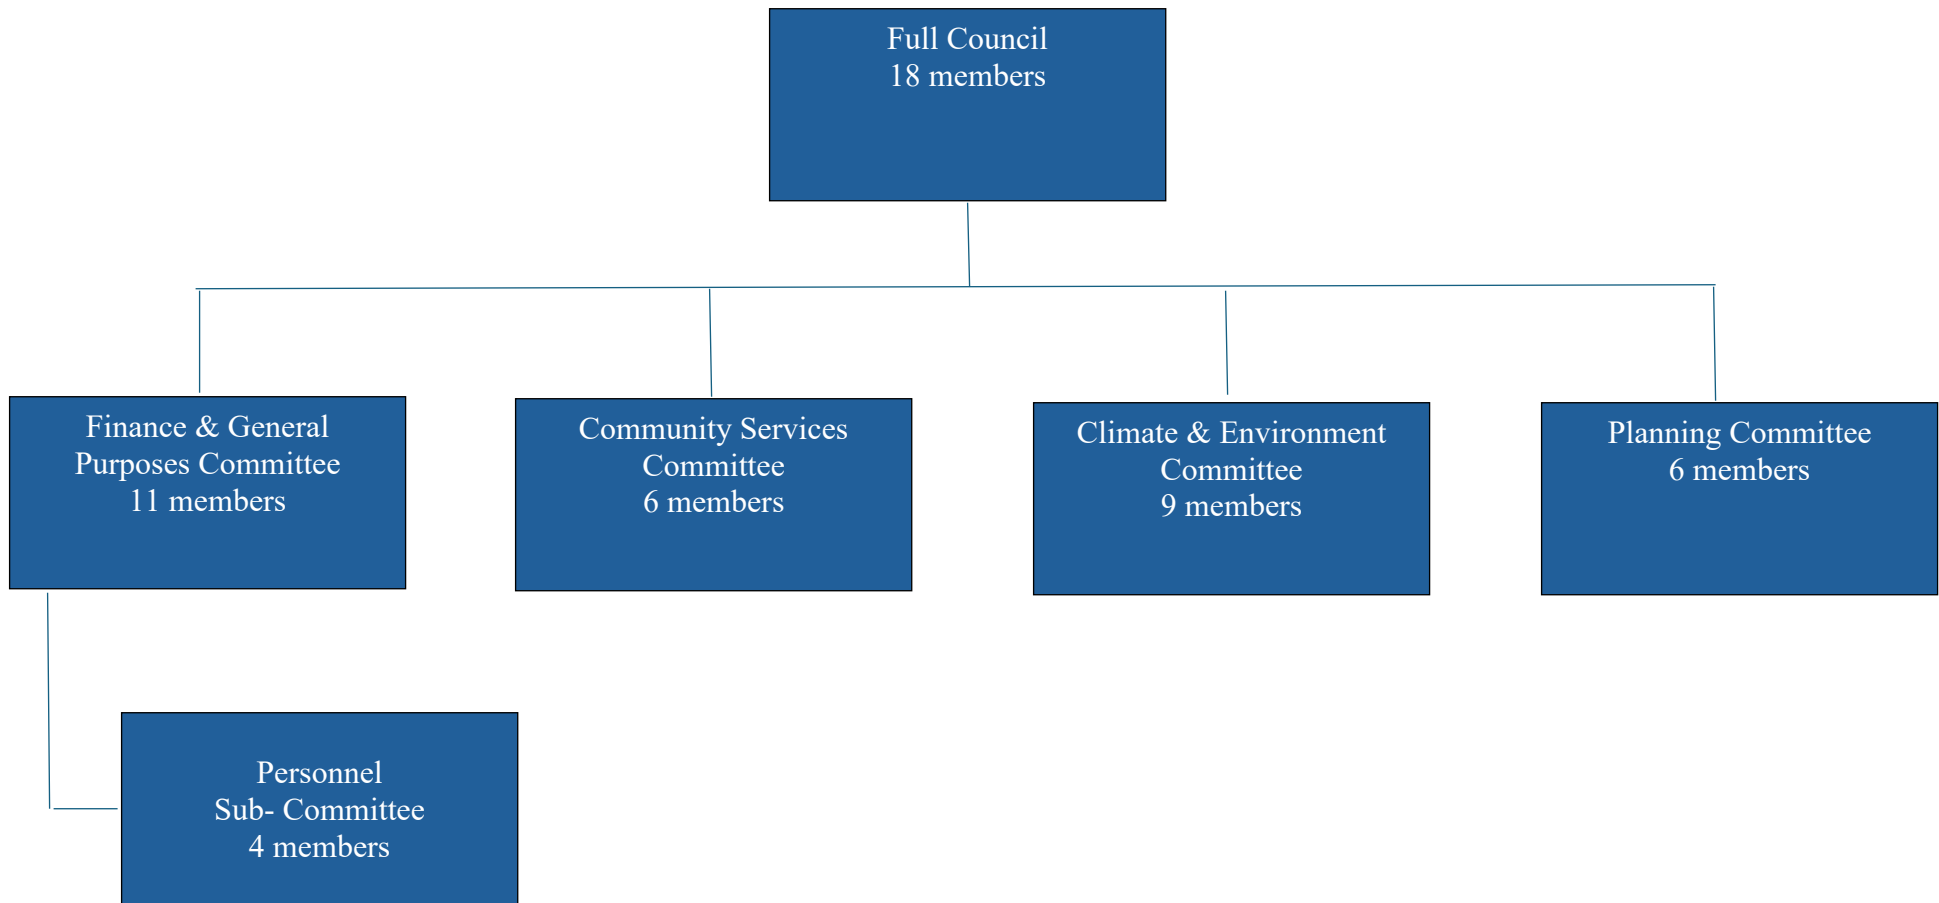 Full Council
18 members
Finance & General
Purposes Committee
11 members
Community Services
Committee
6 members
Climate & Environment
Committee
9 members
Planning Committee
6 members
Personnel
Sub- Committee
4 members